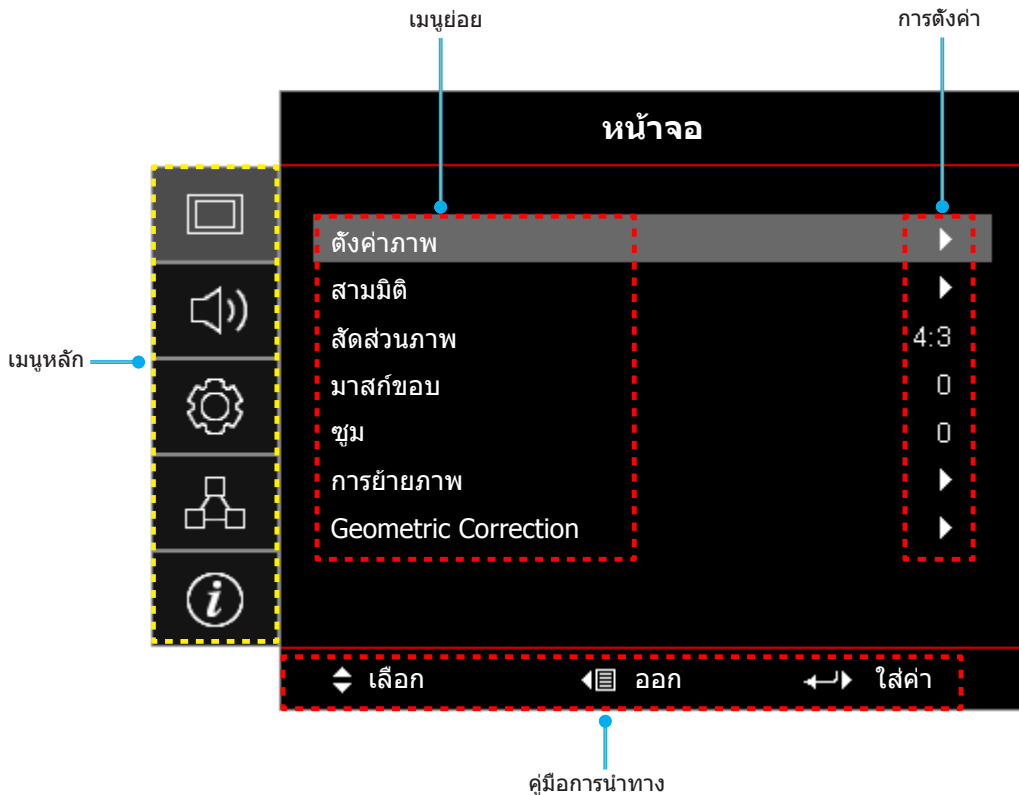 เมนูย่อย
การตั้งค่า
หน้าจอ
ตั้งค่าภาพ
สามมิติ
สัดส่วนภาพ 4:3
มาสก์ขอบ 0
ซูม 0
การย้ายภาพ
Geometric Correction
เมนูหลัก
เลือก ออก ใส่ค่า
คู่มือการนำทาง